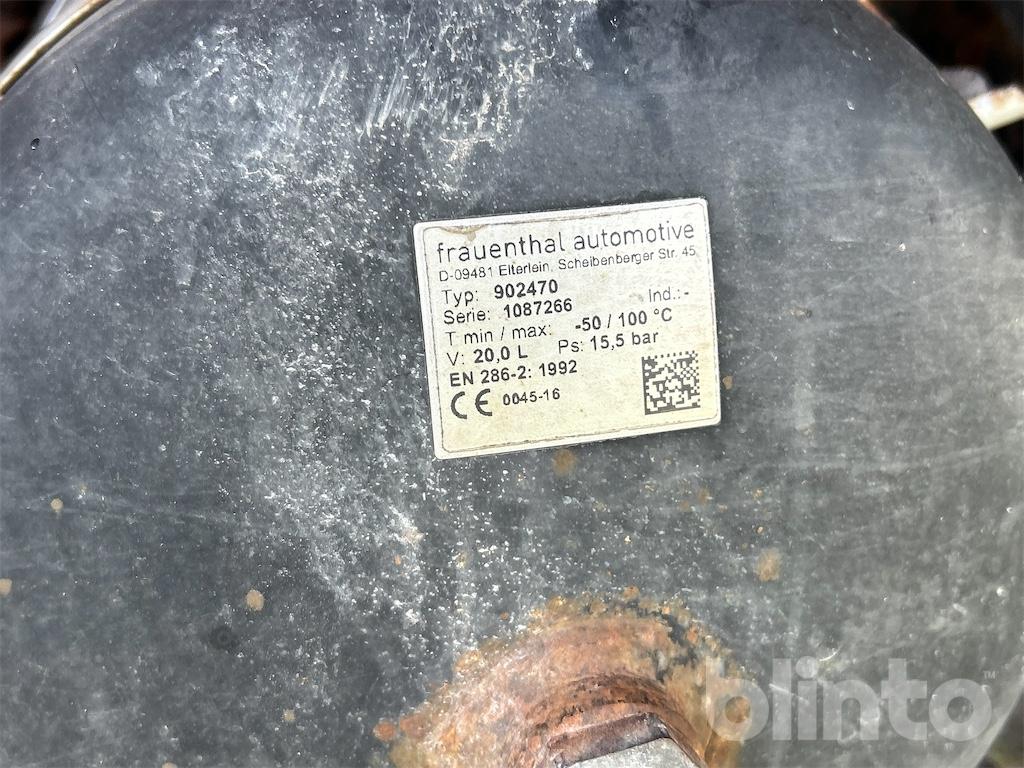 frauenthal automotive
D-09481 Elterlein, Scheibenberger Str. 45
Typ: 902470
Serie: 1087266 Ind.:-
T min / max: -50 / 100 °C
V: 20,0 L Ps: 15,5 bar
EN 286-2: 1992
CE 0045-16
blinto™